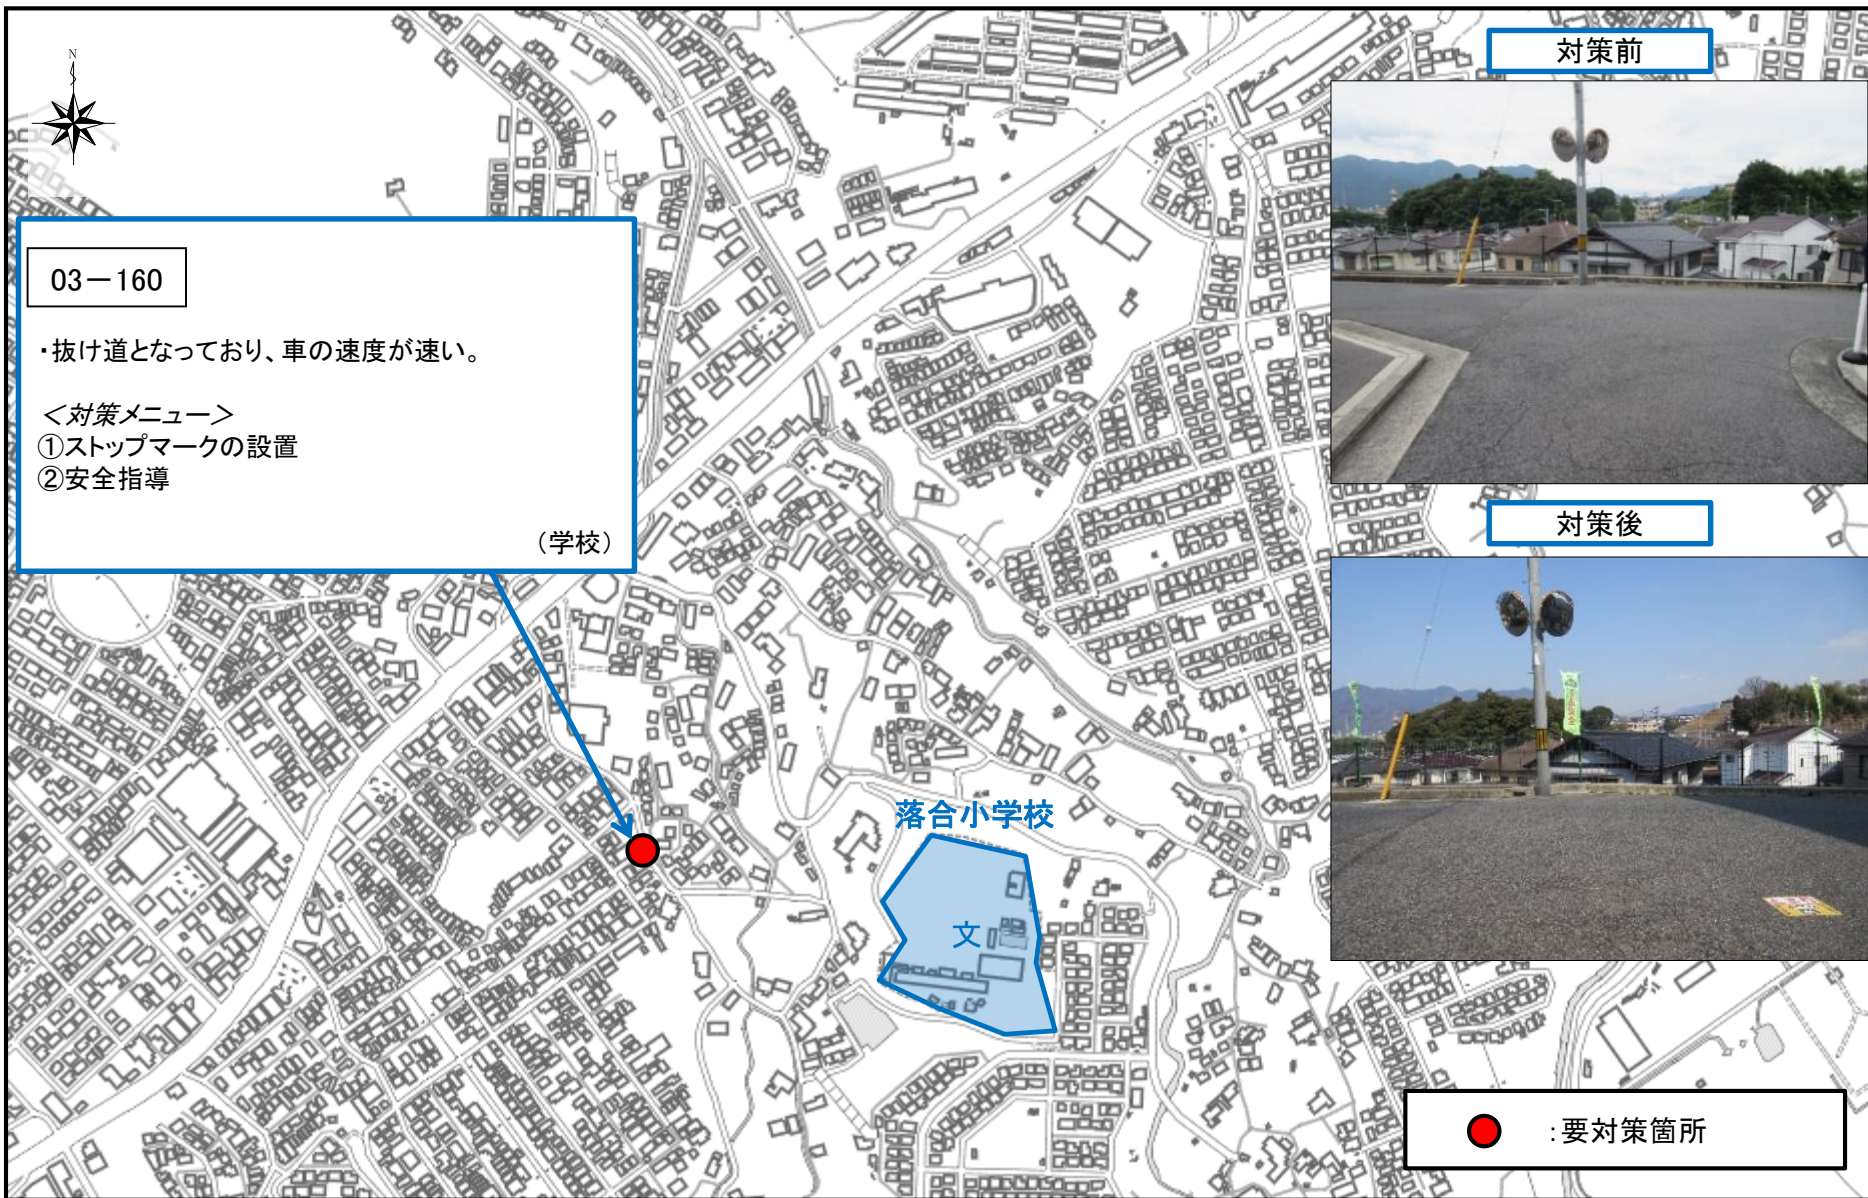 N
対策前
03－160
・抜け道となっており、車の速度が速い。
＜対策メニュー＞
①ストップマークの設置
②安全指導
（学校）
対策後
落合小学校
文
：要対策箇所